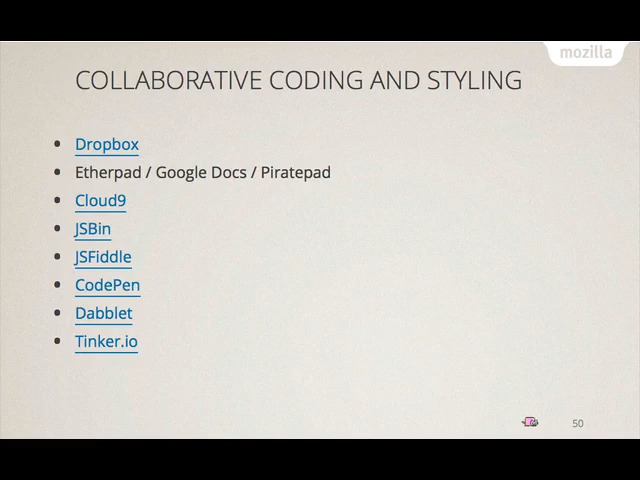 mozilla
COLLABORATIVE CODING AND STYLING
• Dropbox
• Etherpad / Google Docs / Piratepad
• Cloud9
• JSBin
• JSFiddle
• CodePen
• Dabblet
• Tinker.io
50